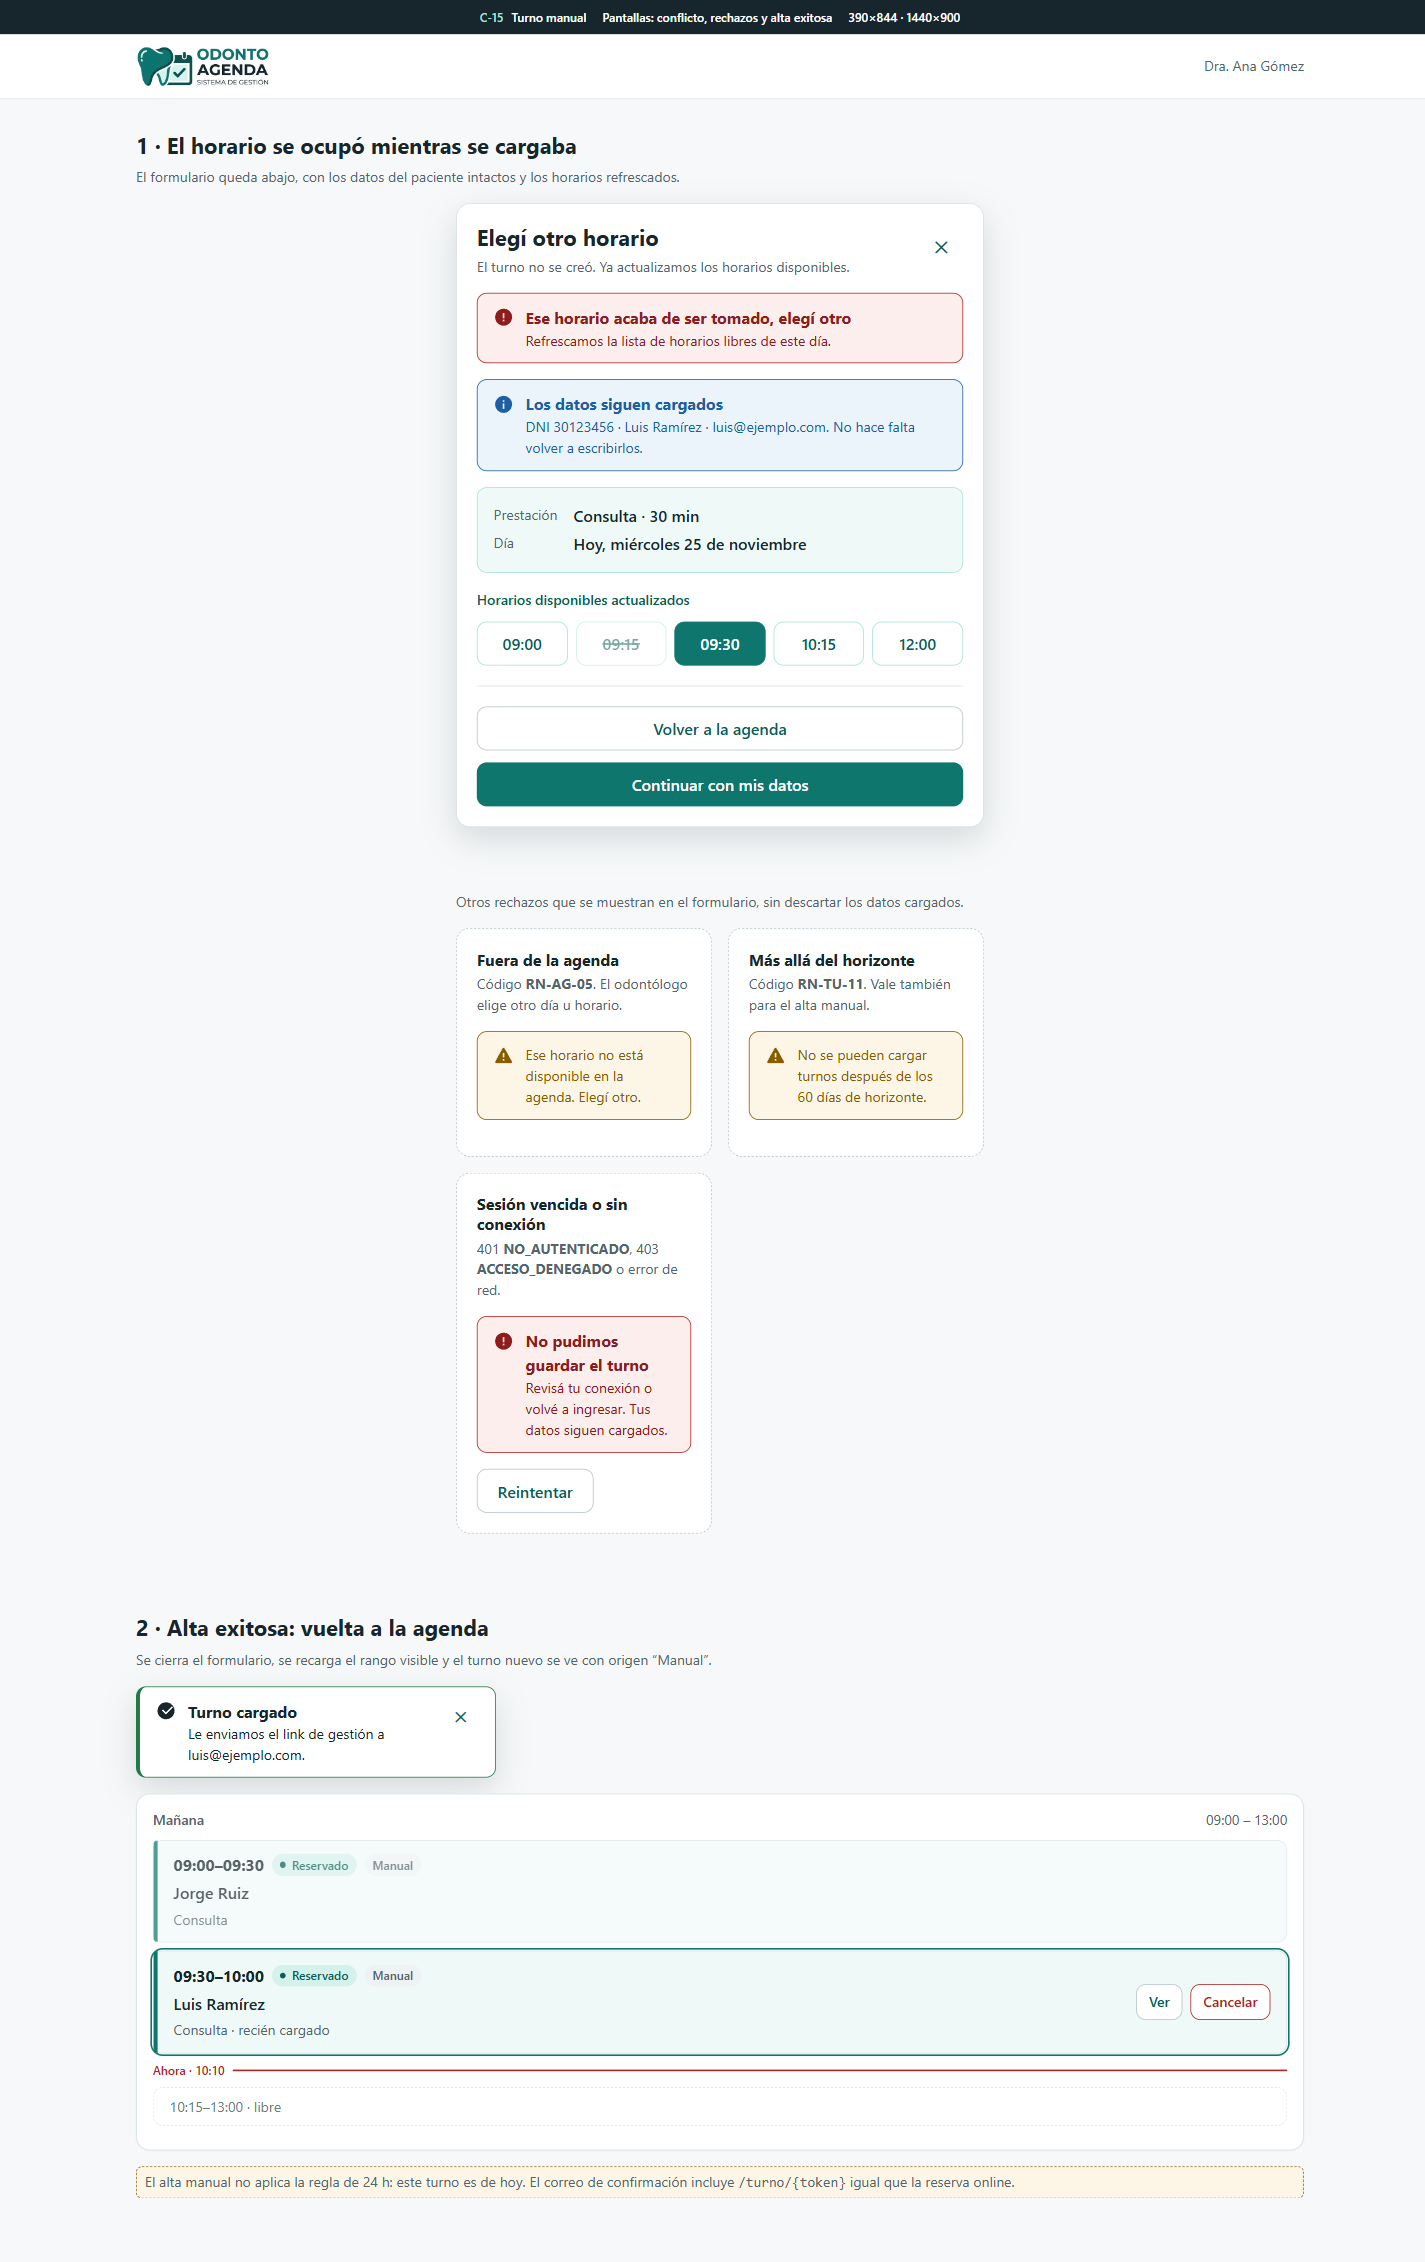 C-15 Turno manual Pantallas: conflicto, rechazos y alta exitosa 390×844 · 1440×900
ODONTO
AGENDA
SISTEMA DE GESTIÓN
Dra. Ana Gómez
1 · El horario se ocupó mientras se cargaba
El formulario queda abajo, con los datos del paciente intactos y los horarios refrescados.
Elegí otro horario
El turno no se creó. Ya actualizamos los horarios disponibles.
Ese horario acaba de ser tomado, elegí otro
Refrescamos la lista de horarios libres de este día.
Los datos siguen cargados
DNI 30123456 · Luis Ramírez · luis@ejemplo.com. No hace falta
volver a escribirlos.
Prestación Consulta · 30 min
Día Hoy, miércoles 25 de noviembre
Horarios disponibles actualizados
09:00 09:15 09:30 10:15 12:00
Volver a la agenda
Continuar con mis datos
Otros rechazos que se muestran en el formulario, sin descartar los datos cargados.
Fuera de la agenda
Código RN-AG-05. El odontólogo
elige otro día u horario.
Ese horario no está
disponible en la
agenda. Elegí otro.
Más allá del horizonte
Código RN-TU-11. Vale también
para el alta manual.
No se pueden cargar
turnos después de los
60 días de horizonte.
Sesión vencida o sin
conexión
401 NO_AUTENTICADO, 403
ACCESO_DENEGADO o error de
red.
No pudimos
guardar el turno
Revisá tu conexión o
volvé a ingresar. Tus
datos siguen cargados.
Reintentar
2 · Alta exitosa: vuelta a la agenda
Se cierra el formulario, se recarga el rango visible y el turno nuevo se ve con origen “Manual”.
Turno cargado
Le enviamos el link de gestión a
luis@ejemplo.com.
Mañana 09:00 – 13:00
09:00–09:30 Reservado Manual
Jorge Ruiz
Consulta
09:30–10:00 Reservado Manual
Luis Ramírez
Consulta · recién cargado
Ver Cancelar
Ahora · 10:10
10:15–13:00 · libre
El alta manual no aplica la regla de 24 h: este turno es de hoy. El correo de confirmación incluye /turno/{token} igual que la reserva online.